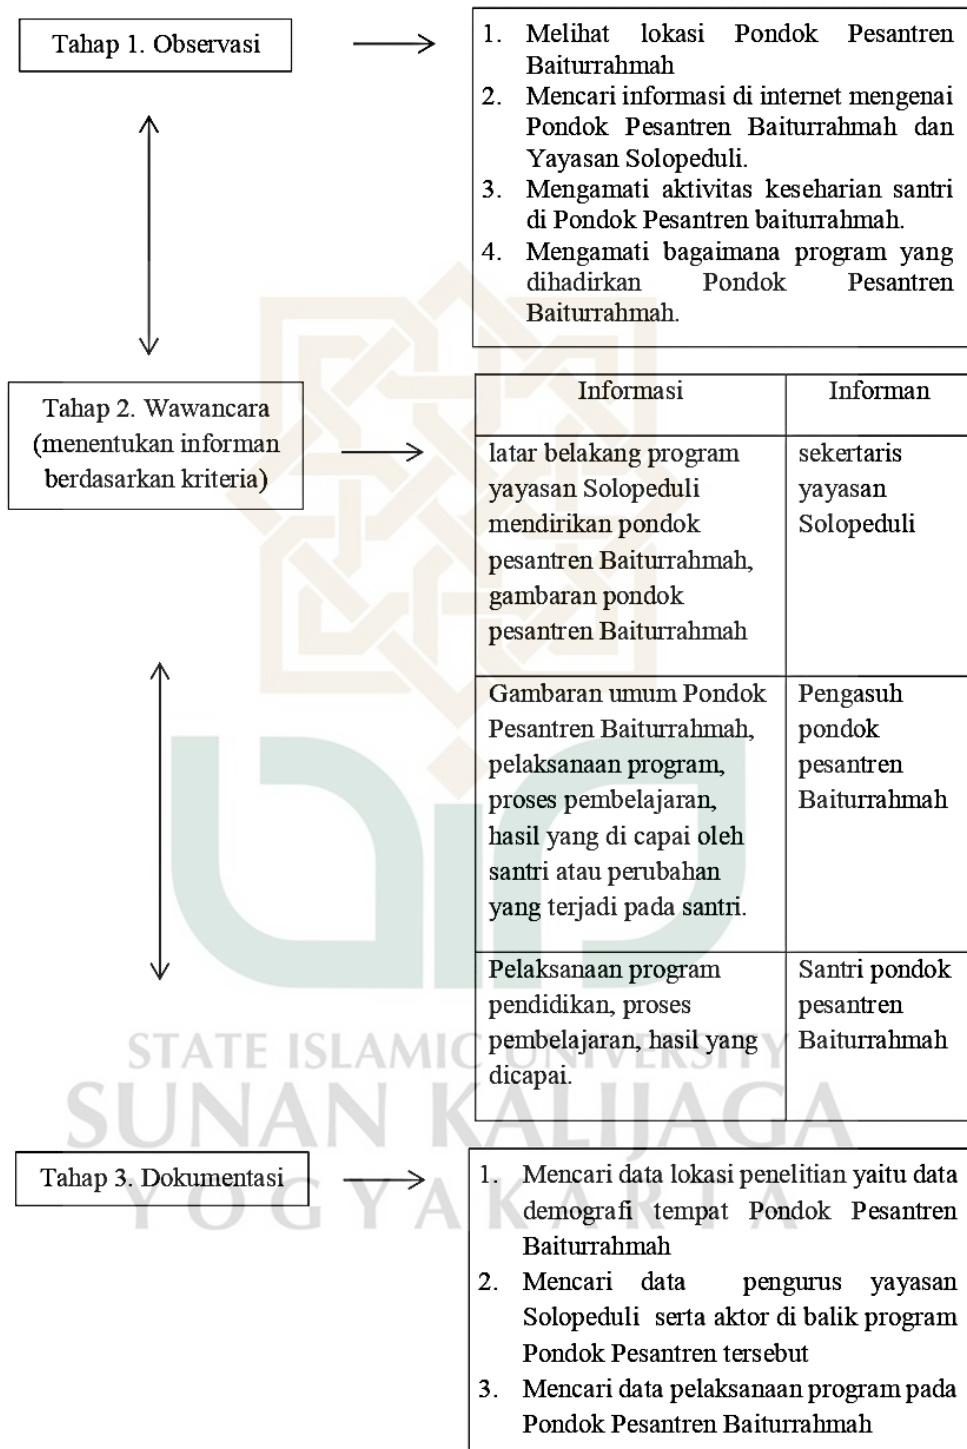 Tahap 1. Observasi
1. Melihat lokasi Pondok Pesantren
Baiturrahmah
2. Mencari informasi di internet mengenai
Pondok Pesantren Baiturrahmah dan
Yayasan Solopeduli.
3. Mengamati aktivitas keseharian santri
di Pondok Pesantren baiturrahmah.
4. Mengamati bagaimana program yang
dihadirkan Pondok Pesantren
Baiturrahmah.
Tahap 2. Wawancara
(menentukan informan
berdasarkan kriteria)
Informasi
Informan
latar belakang program
yayasan Solopeduli
mendirikan pondok
pesantren Baiturrahmah,
gambaran pondok
pesantren Baiturrahmah
sekertaris
yayasan
Solopeduli
Gambaran umum Pondok
Pesantren Baiturrahmah,
pelaksanaan program,
proses pembelajaran,
hasil yang di capai oleh
santri atau perubahan
yang terjadi pada santri.
Pengasuh
pondok
pesantren
Baiturrahmah
Pelaksanaan program
pendidikan, proses
pembelajaran, hasil yang
dicapai.
Santri pondok
pesantren
Baiturrahmah
STATE ISLAMIC UNIVERSITY
SUNAN KALIJAGA
YOGYAKARTA
Tahap 3. Dokumentasi
1. Mencari data lokasi penelitian yaitu data
demografi tempat Pondok Pesantren
Baiturrahmah
2. Mencari data pengurus yayasan
Solopeduli serta aktor di balik program
Pondok Pesantren tersebut
3. Mencari data pelaksanaan program pada
Pondok Pesantren Baiturrahmah